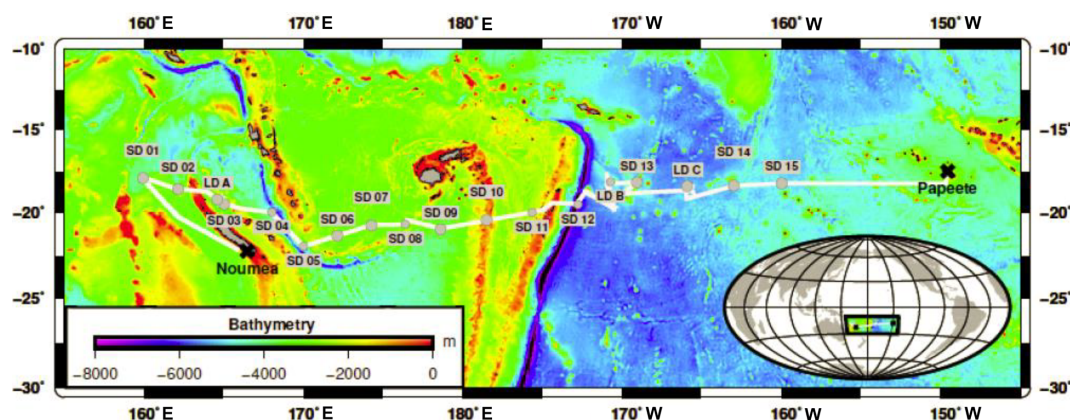 160° E 170° E 180° E 170° W 160° W 150° W
−10° −10°
−15° −15°
SD 01
SD 02
LD A
SD 03
SD 04
SD 05
SD 06
SD 07
SD 08
SD 09
SD 10
SD 11
SD 12
LD B
SD 13
LD C
SD 14
SD 15
Papeete
−20° −20°
Noumea
−25° −25°
Bathymetry
m
−8000 −6000 −4000 −2000 0
−30° −30°
160° E 170° E 180° E 170° W 160° W 150° W